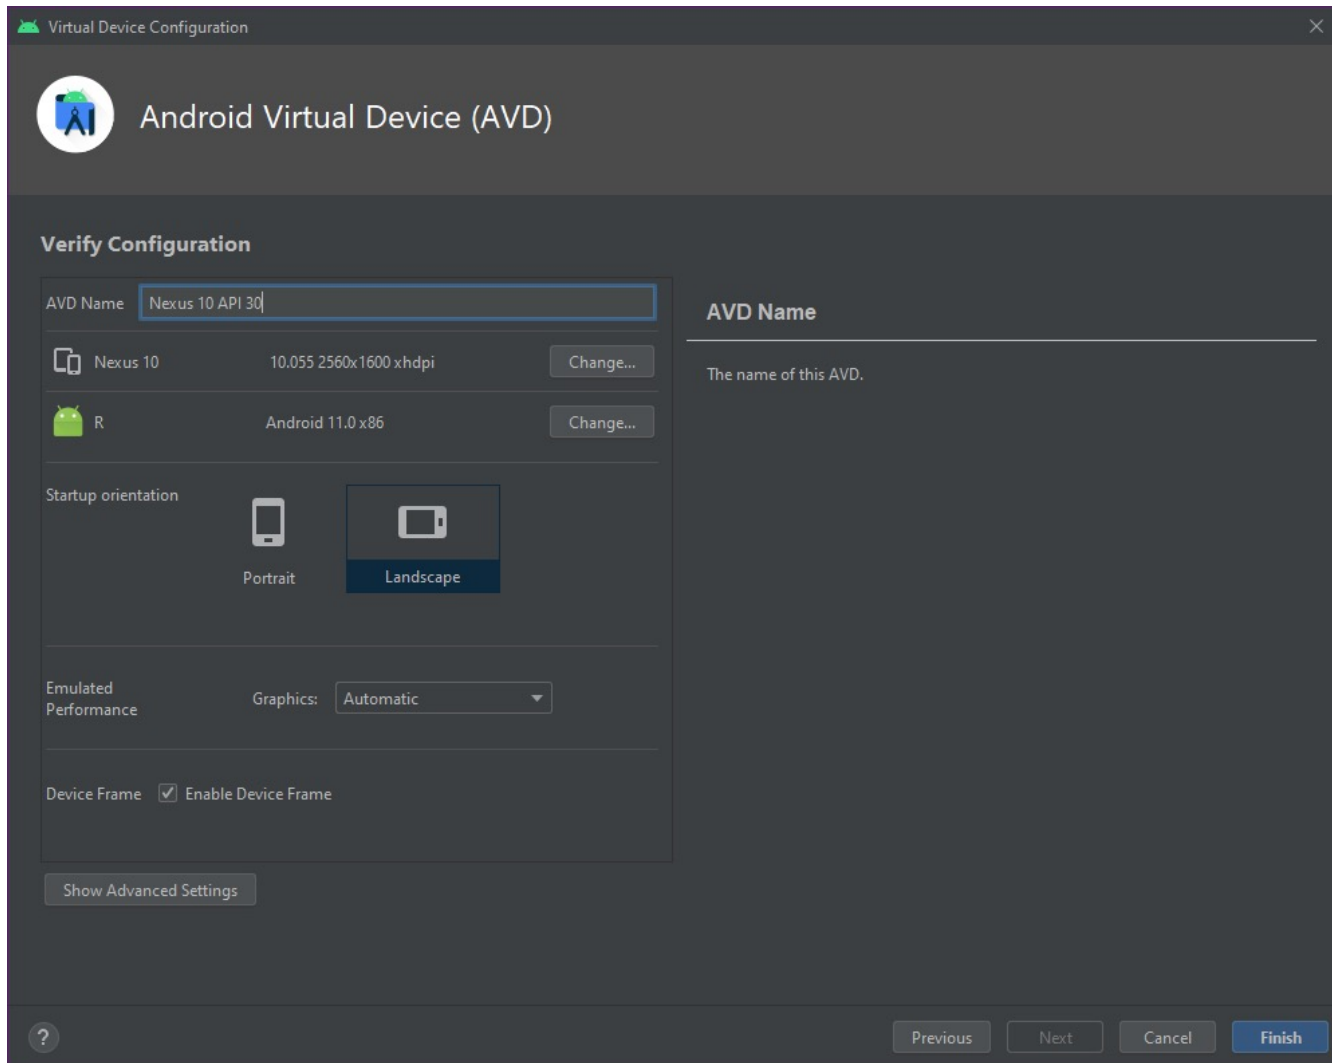 Virtual Device Configuration
Android Virtual Device (AVD)
Verify Configuration
AVD Name Nexus 10 API 30
Nexus 10 10.055 2560x1600 xhdpi Change...
R Android 11.0 x86 Change...
Startup orientation
Portrait Landscape
Emulated
Performance
Graphics: Automatic
Device Frame Enable Device Frame
Show Advanced Settings
AVD Name
The name of this AVD.
? Previous Next Cancel Finish